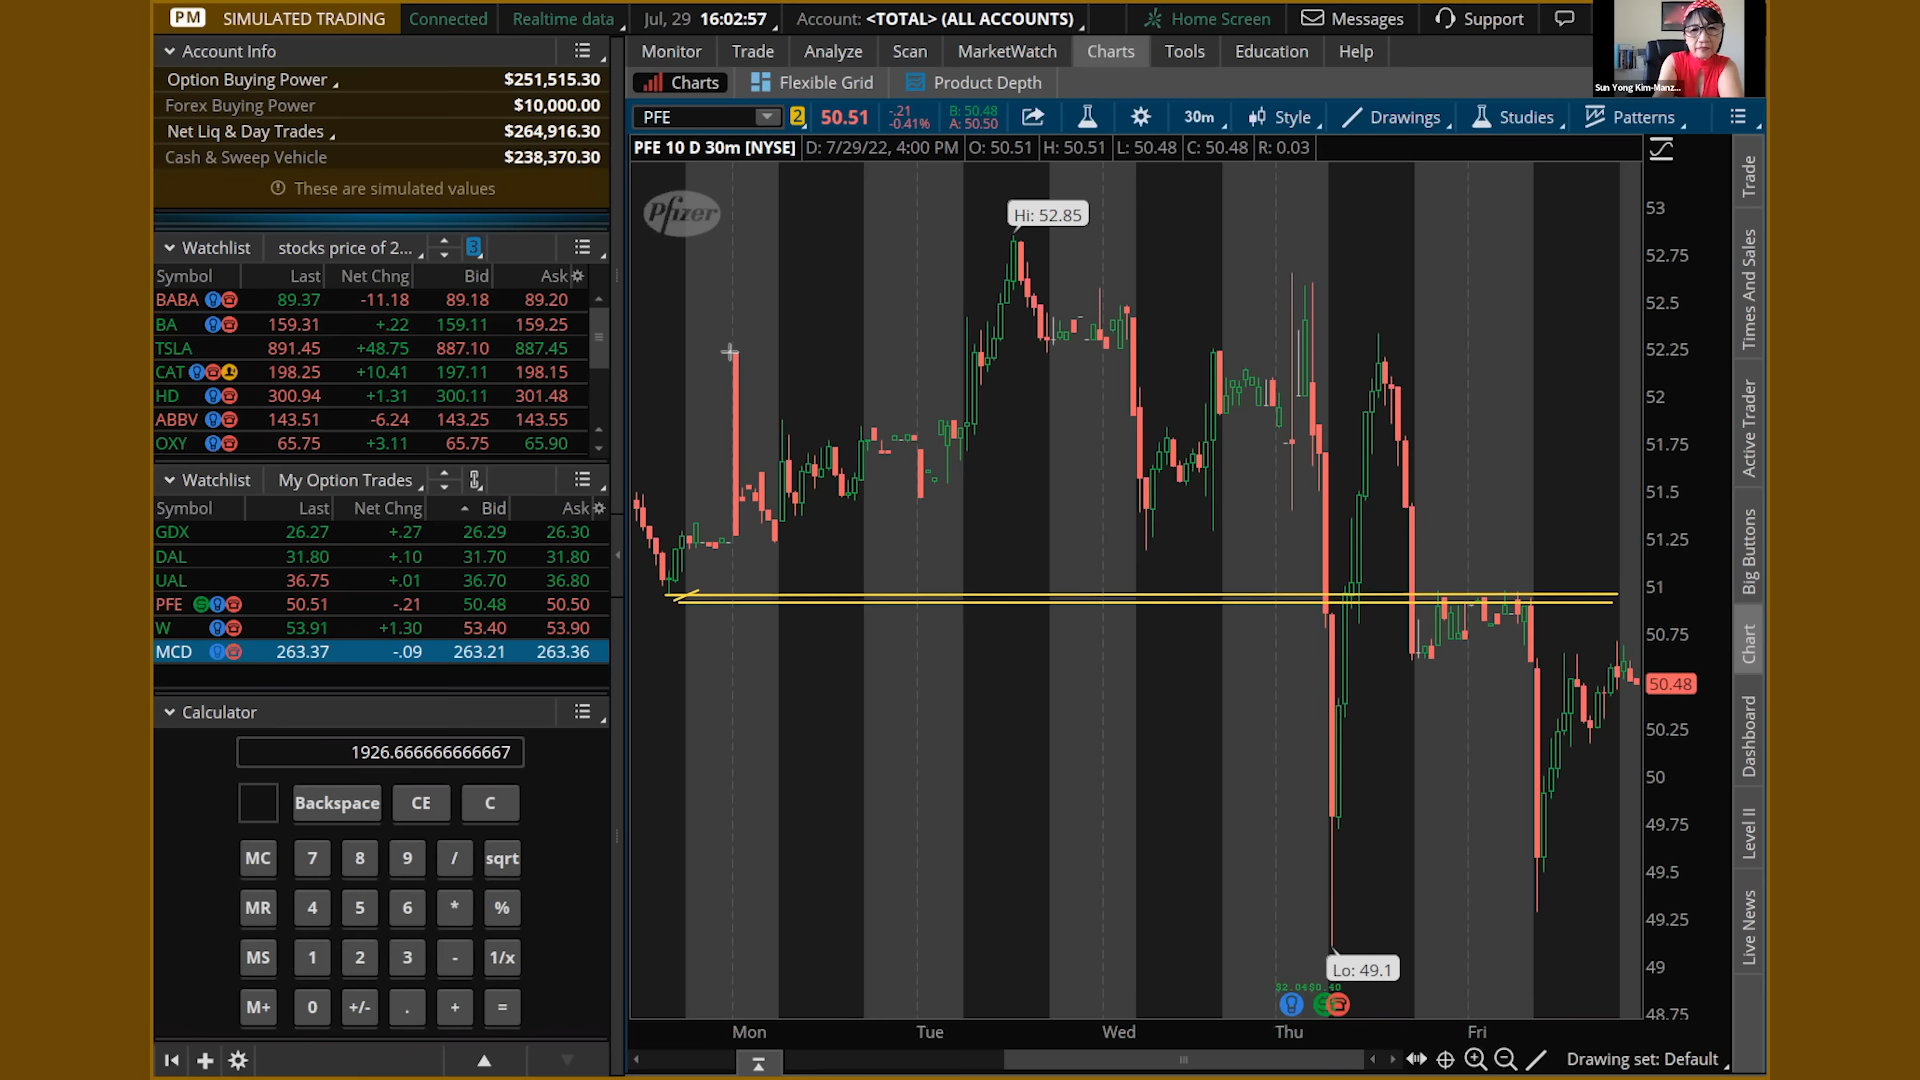 PM SIMULATED TRADING Connected Realtime data Jul, 29 16:02:57 Account: <TOTAL> (ALL ACCOUNTS) Home Screen Messages Support
Account Info
Option Buying Power $251,515.30
Forex Buying Power $10,000.00
Net Liq & Day Trades $264,916.30
Cash & Sweep Vehicle $238,370.30
These are simulated values
Watchlist stocks price of 2... 3
Symbol Last Net Chng Bid Ask
BABA 89.37 -11.18 89.18 89.20
BA 159.31 +.22 159.11 159.25
TSLA 891.45 +48.75 887.10 887.45
CAT 198.25 +10.41 197.11 198.15
HD 300.94 +1.31 300.11 301.48
ABBV 143.51 -6.24 143.25 143.55
OXY 65.75 +3.11 65.75 65.90
Watchlist My Option Trades
Symbol Last Net Chng Bid Ask
GDX 26.27 +.27 26.29 26.30
DAL 31.80 +.10 31.70 31.80
UAL 36.75 +.01 36.70 36.80
PFE 50.51 -.21 50.48 50.50
W 53.91 +1.30 53.40 53.90
MCD 263.37 -.09 263.21 263.36
Calculator
1926.666666666667
Backspace CE C
MC 7 8 9 / sqrt
MR 4 5 6 * %
MS 1 2 3 - 1/x
M+ 0 +/- . + =
Monitor Trade Analyze Scan MarketWatch Charts Tools Education Help
Charts Flexible Grid Product Depth
Sun Yong Kim-Manz...
PFE 2 50.51 -.21 -0.41% B: 50.48 A: 50.50 30m Style Drawings Studies Patterns
PFE 10 D 30m [NYSE] D: 7/29/22, 4:00 PM O: 50.51 H: 50.51 L: 50.48 C: 50.48 R: 0.03
Pfizer
Hi: 52.85
Lo: 49.1
$2.04 $0.40
53
52.75
52.5
52.25
52
51.75
51.5
51.25
51
50.75
50.48
50.25
50
49.75
49.5
49.25
49
48.75
Mon Tue Wed Thu Fri
Drawing set: Default
Trade
Times And Sales
Active Trader
Big Buttons
Chart
Dashboard
Level II
Live News